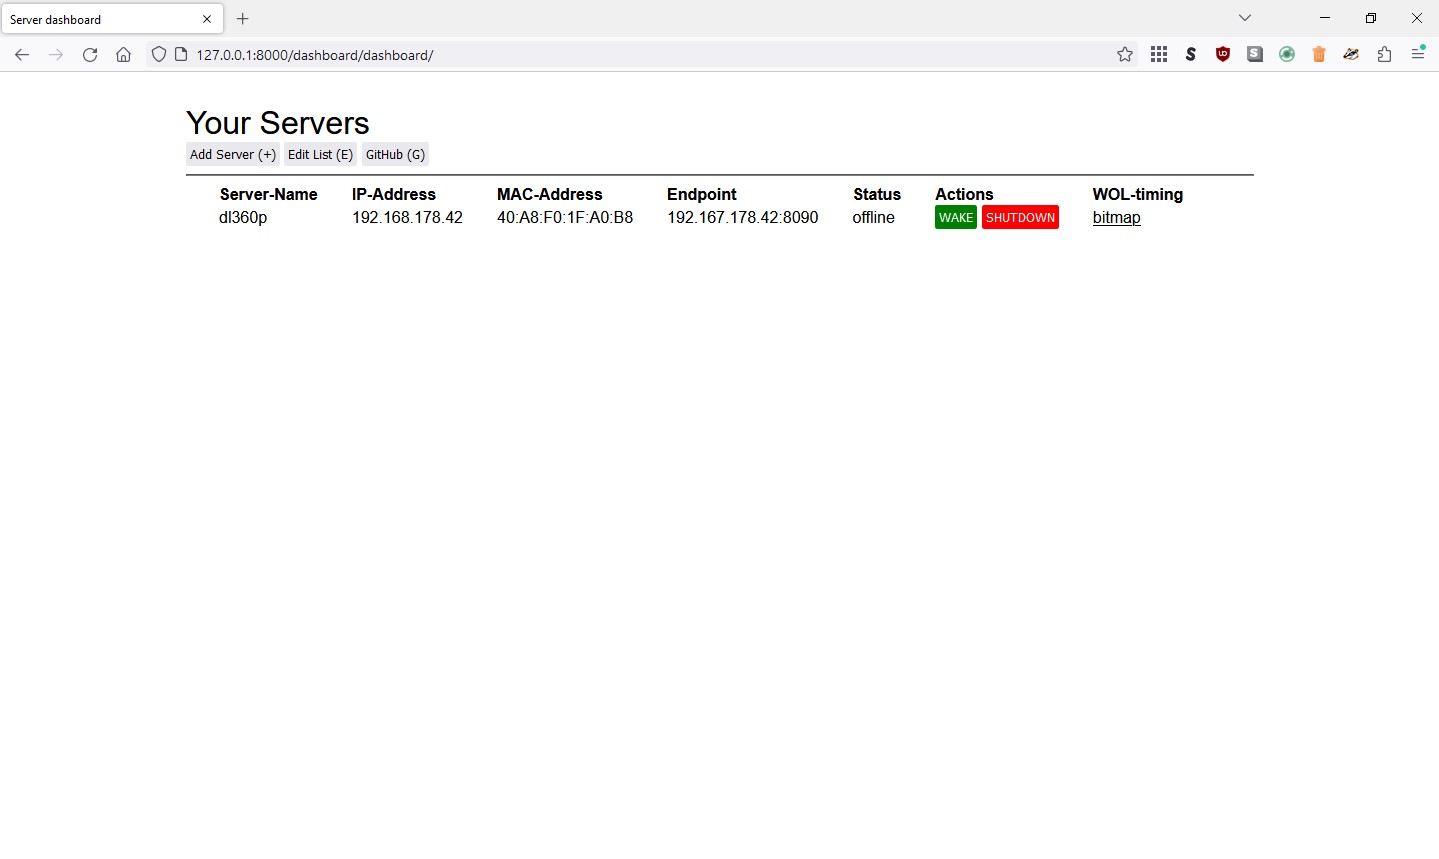 Server dashboard
127.0.0.1:8000/dashboard/dashboard/
Your Servers
Add Server (+) Edit List (E) GitHub (G)
Server-Name IP-Address MAC-Address Endpoint Status Actions WOL-timing
dl360p 192.168.178.42 40:A8:F0:1F:A0:B8 192.167.178.42:8090 offline WAKE SHUTDOWN bitmap